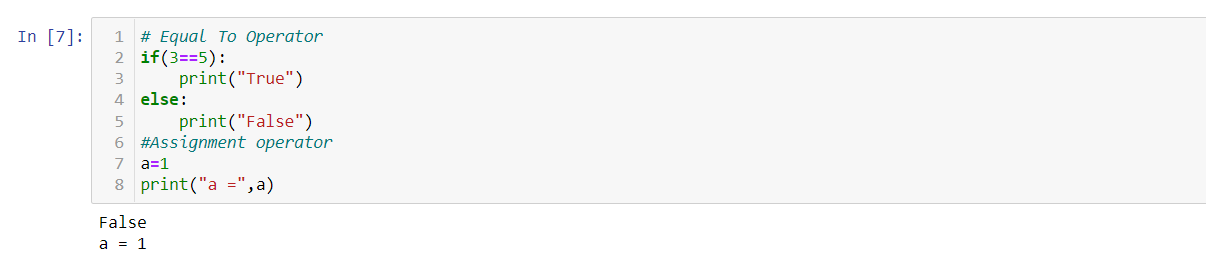 In [7]:
1 # Equal To Operator
2 if(3==5):
3     print("True")
4 else:
5     print("False")
6 #Assignment operator
7 a=1
8 print("a =",a)
False
a = 1